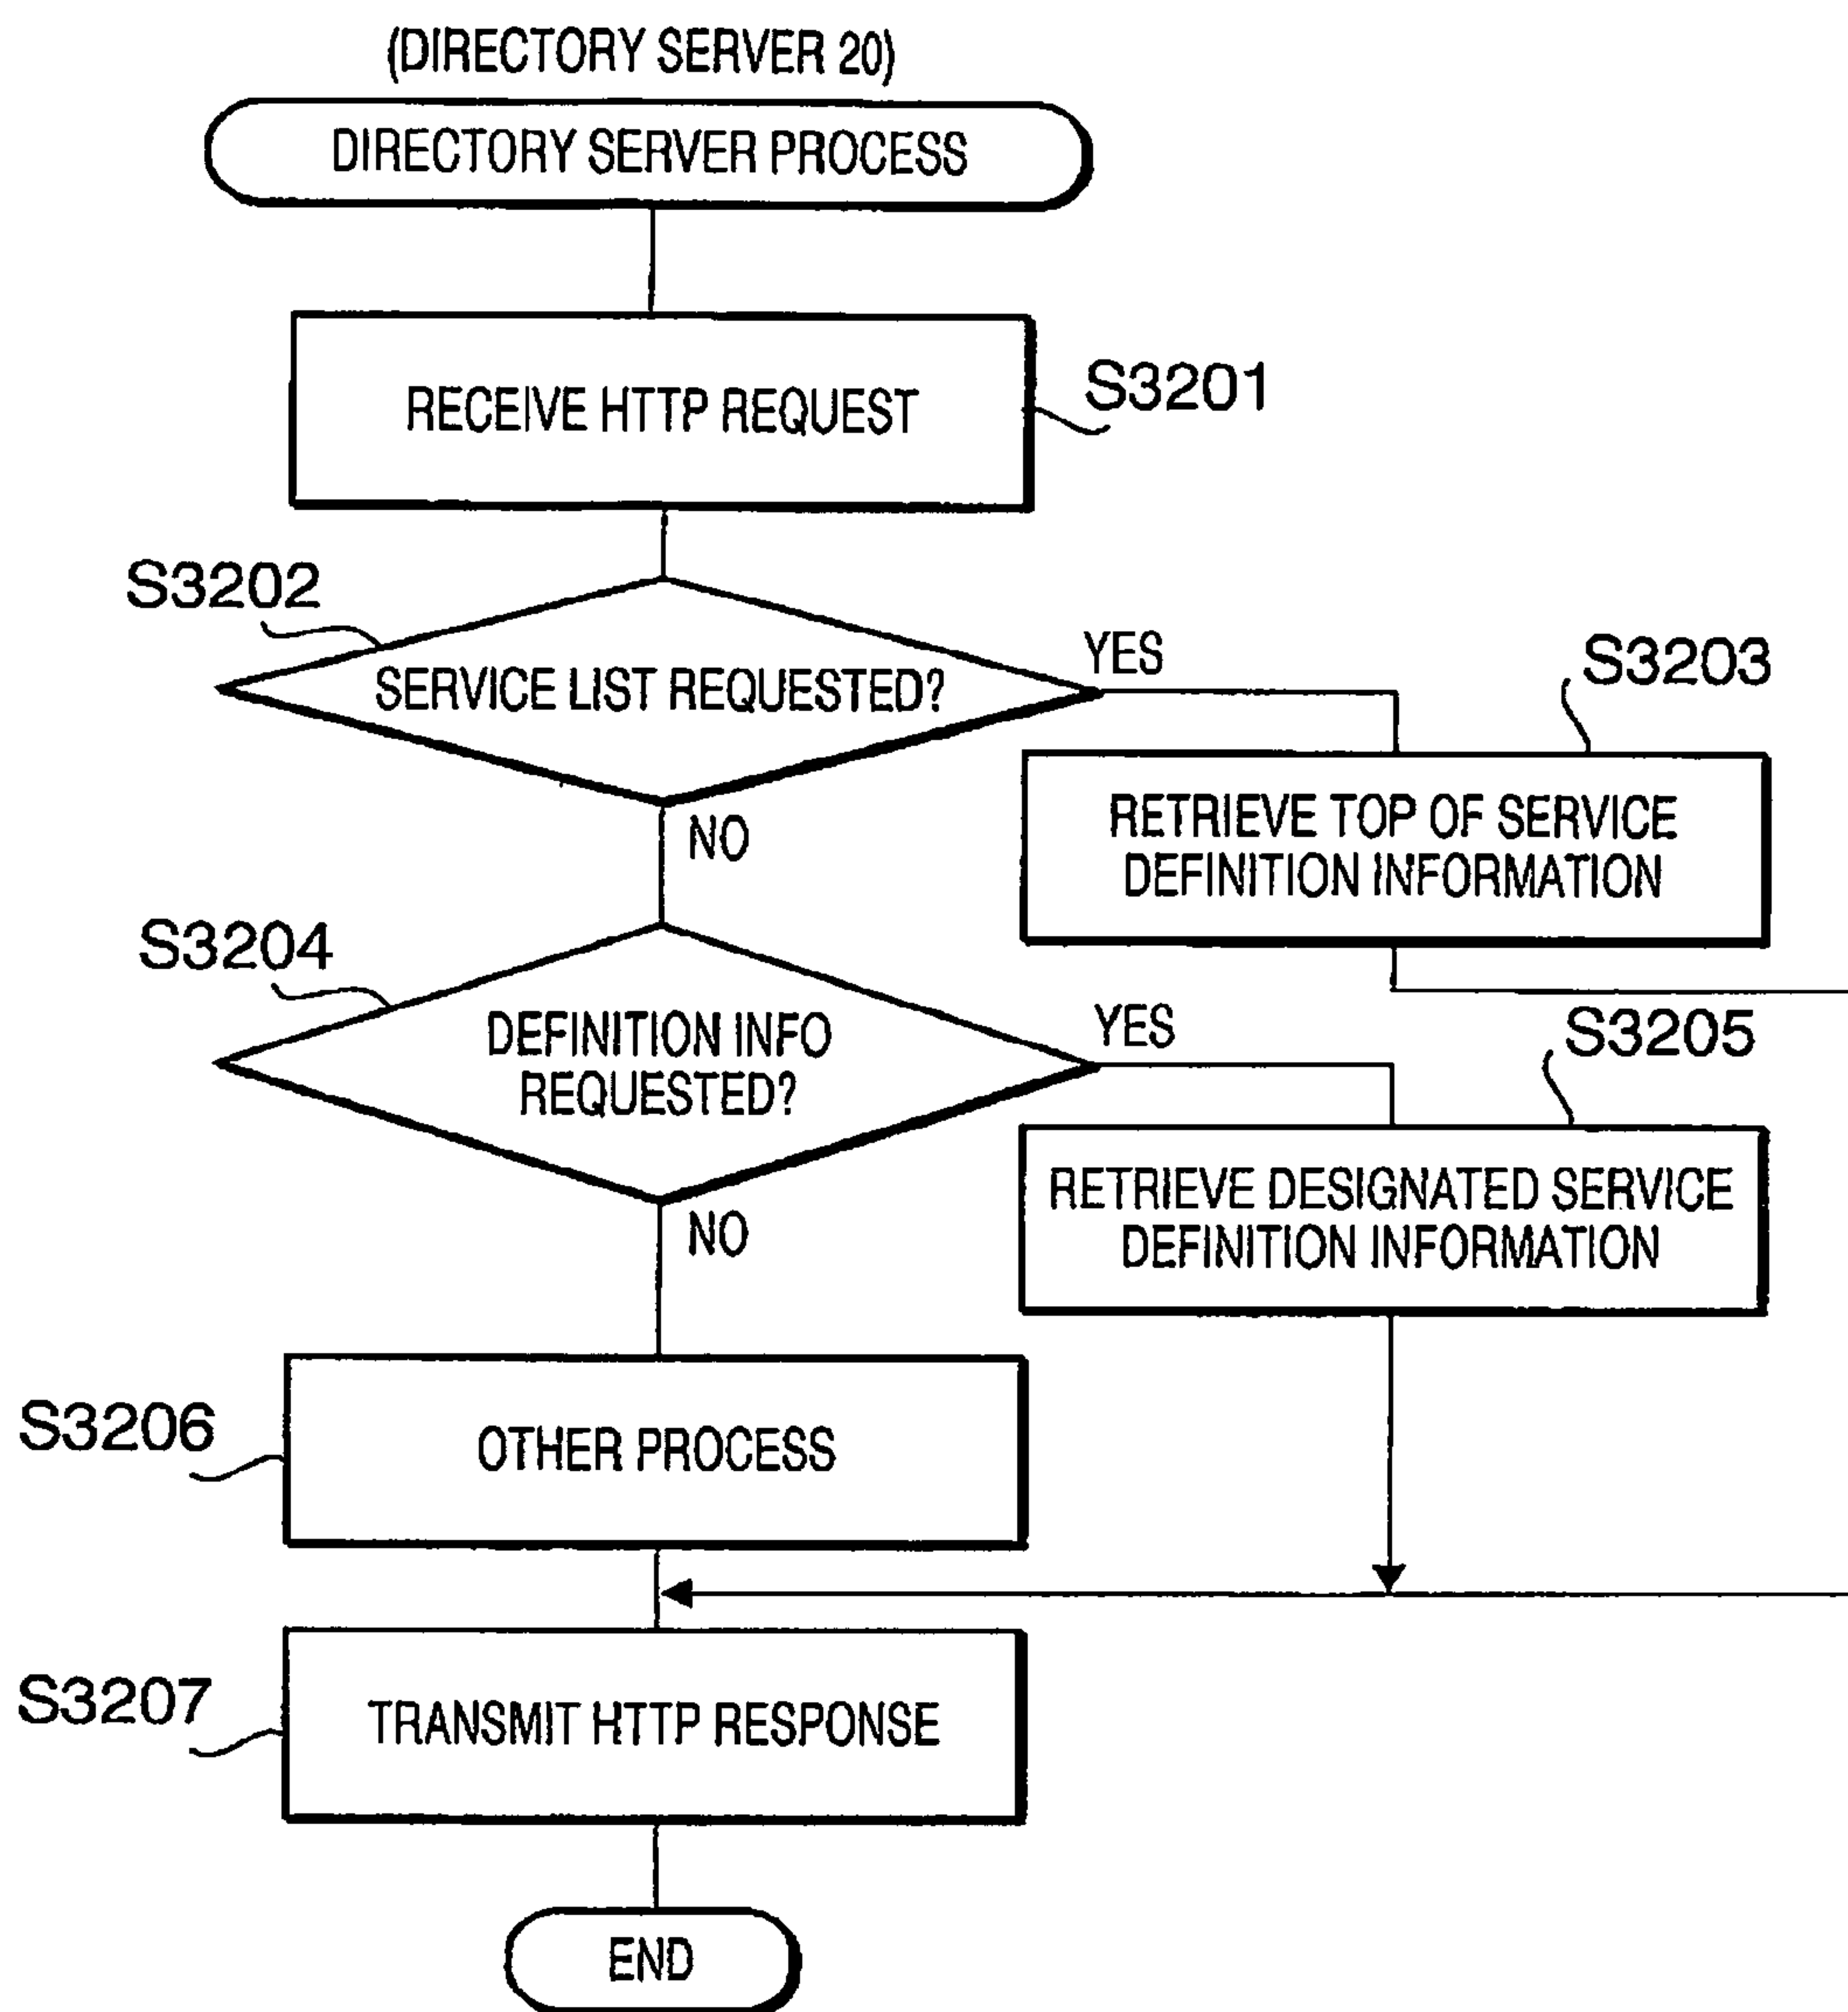 (DIRECTORY SERVER 20)
DIRECTORY SERVER PROCESS
RECEIVE HTTP REQUEST
S3201
S3202
SERVICE LIST REQUESTED?
YES
S3203
RETRIEVE TOP OF SERVICE
DEFINITION INFORMATION
NO
S3204
DEFINITION INFO
REQUESTED?
YES
S3205
RETRIEVE DESIGNATED SERVICE
DEFINITION INFORMATION
NO
S3206
OTHER PROCESS
S3207
TRANSMIT HTTP RESPONSE
END